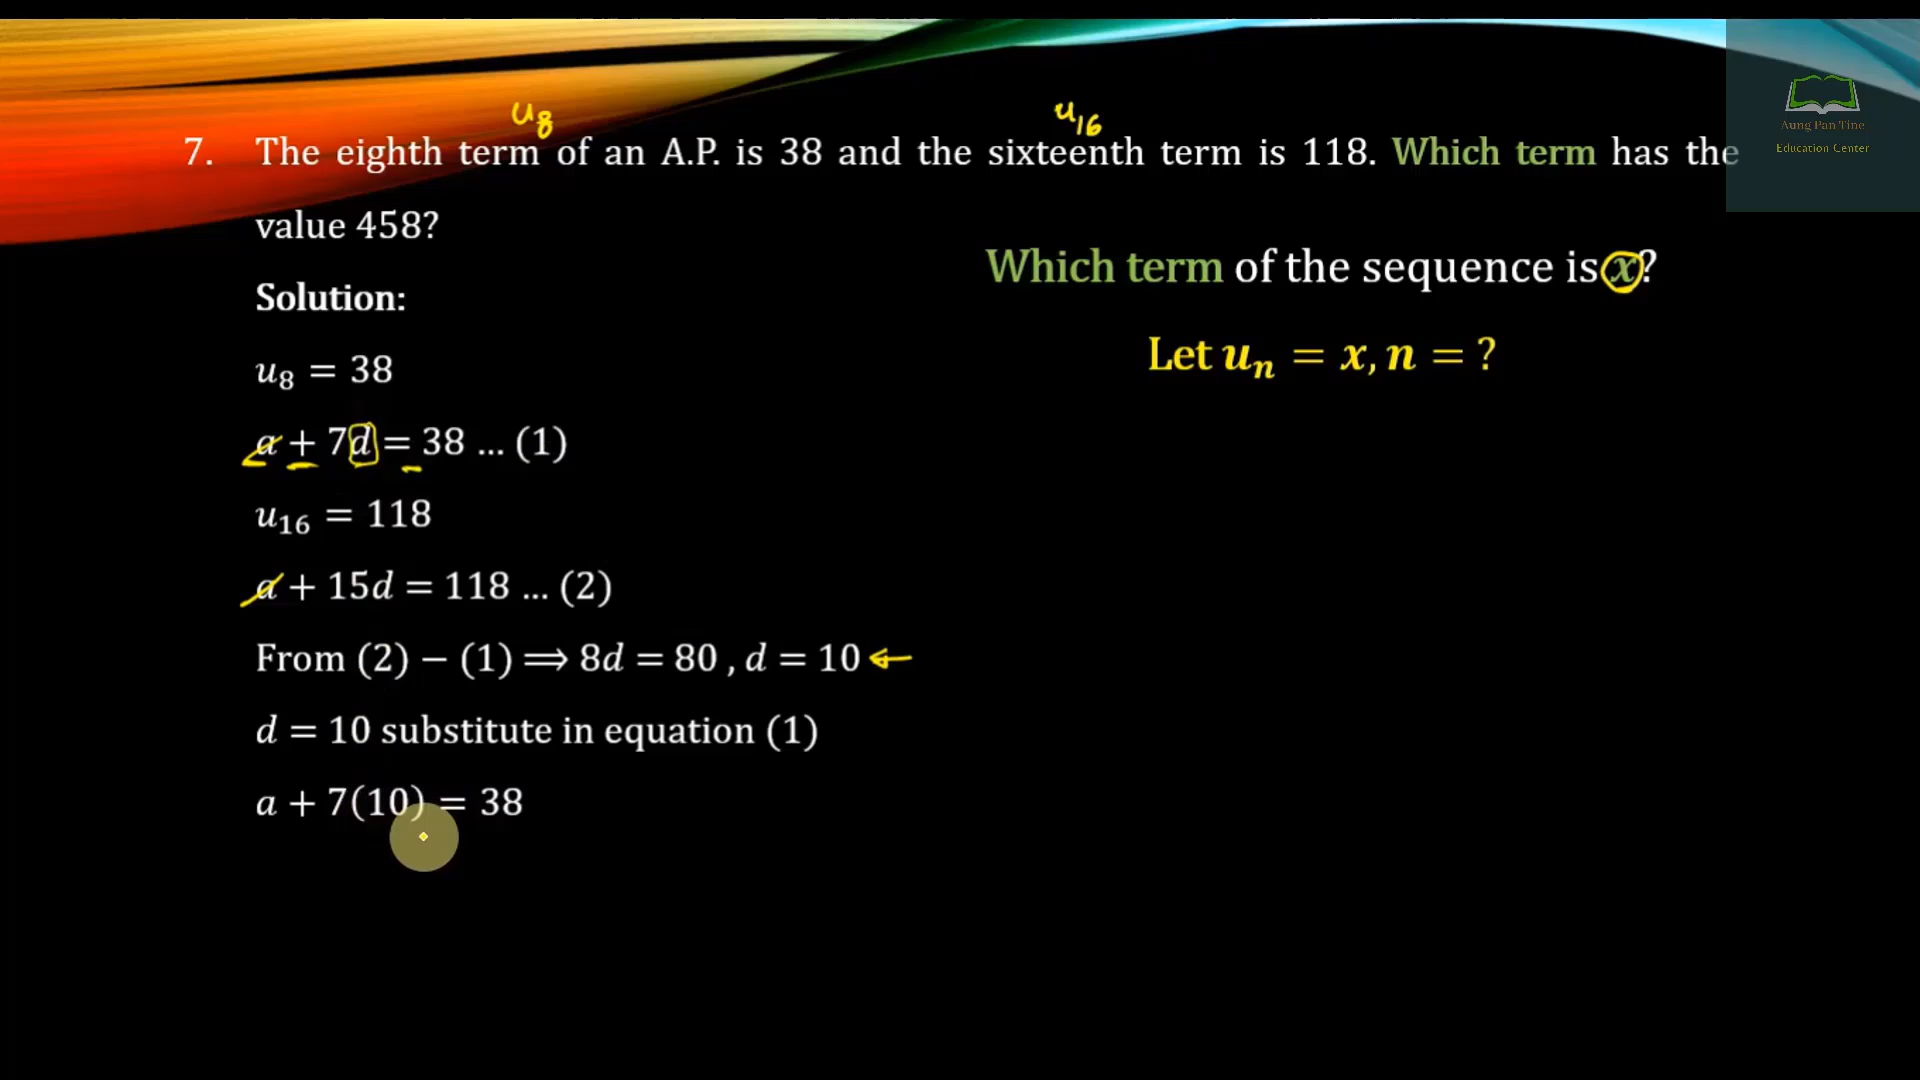 u₈ u₁₆
7. The eighth term of an A.P. is 38 and the sixteenth term is 118. Which term has the
value 458?
Aung Pan Tine
Education Center
Which term of the sequence is x?
Let uₙ = x, n = ?
Solution:
u₈ = 38
a + 7d = 38 ... (1)
u₁₆ = 118
a + 15d = 118 ... (2)
From (2) − (1) ⟹ 8d = 80 , d = 10 ←
d = 10 substitute in equation (1)
a + 7(10) = 38